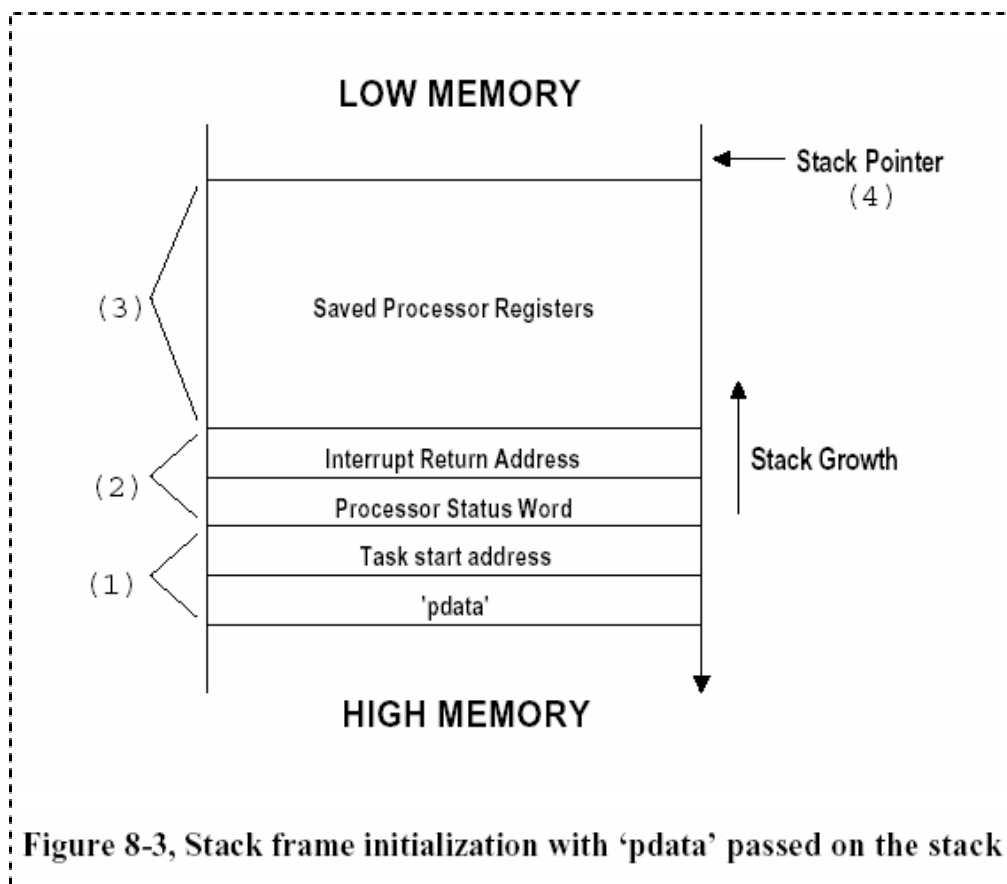 LOW MEMORY
Stack Pointer
(4)
(3)
Saved Processor Registers
Interrupt Return Address
Stack Growth
(2)
Processor Status Word
Task start address
(1)
'pdata'
HIGH MEMORY
Figure 8-3, Stack frame initialization with ‘pdata’ passed on the stack